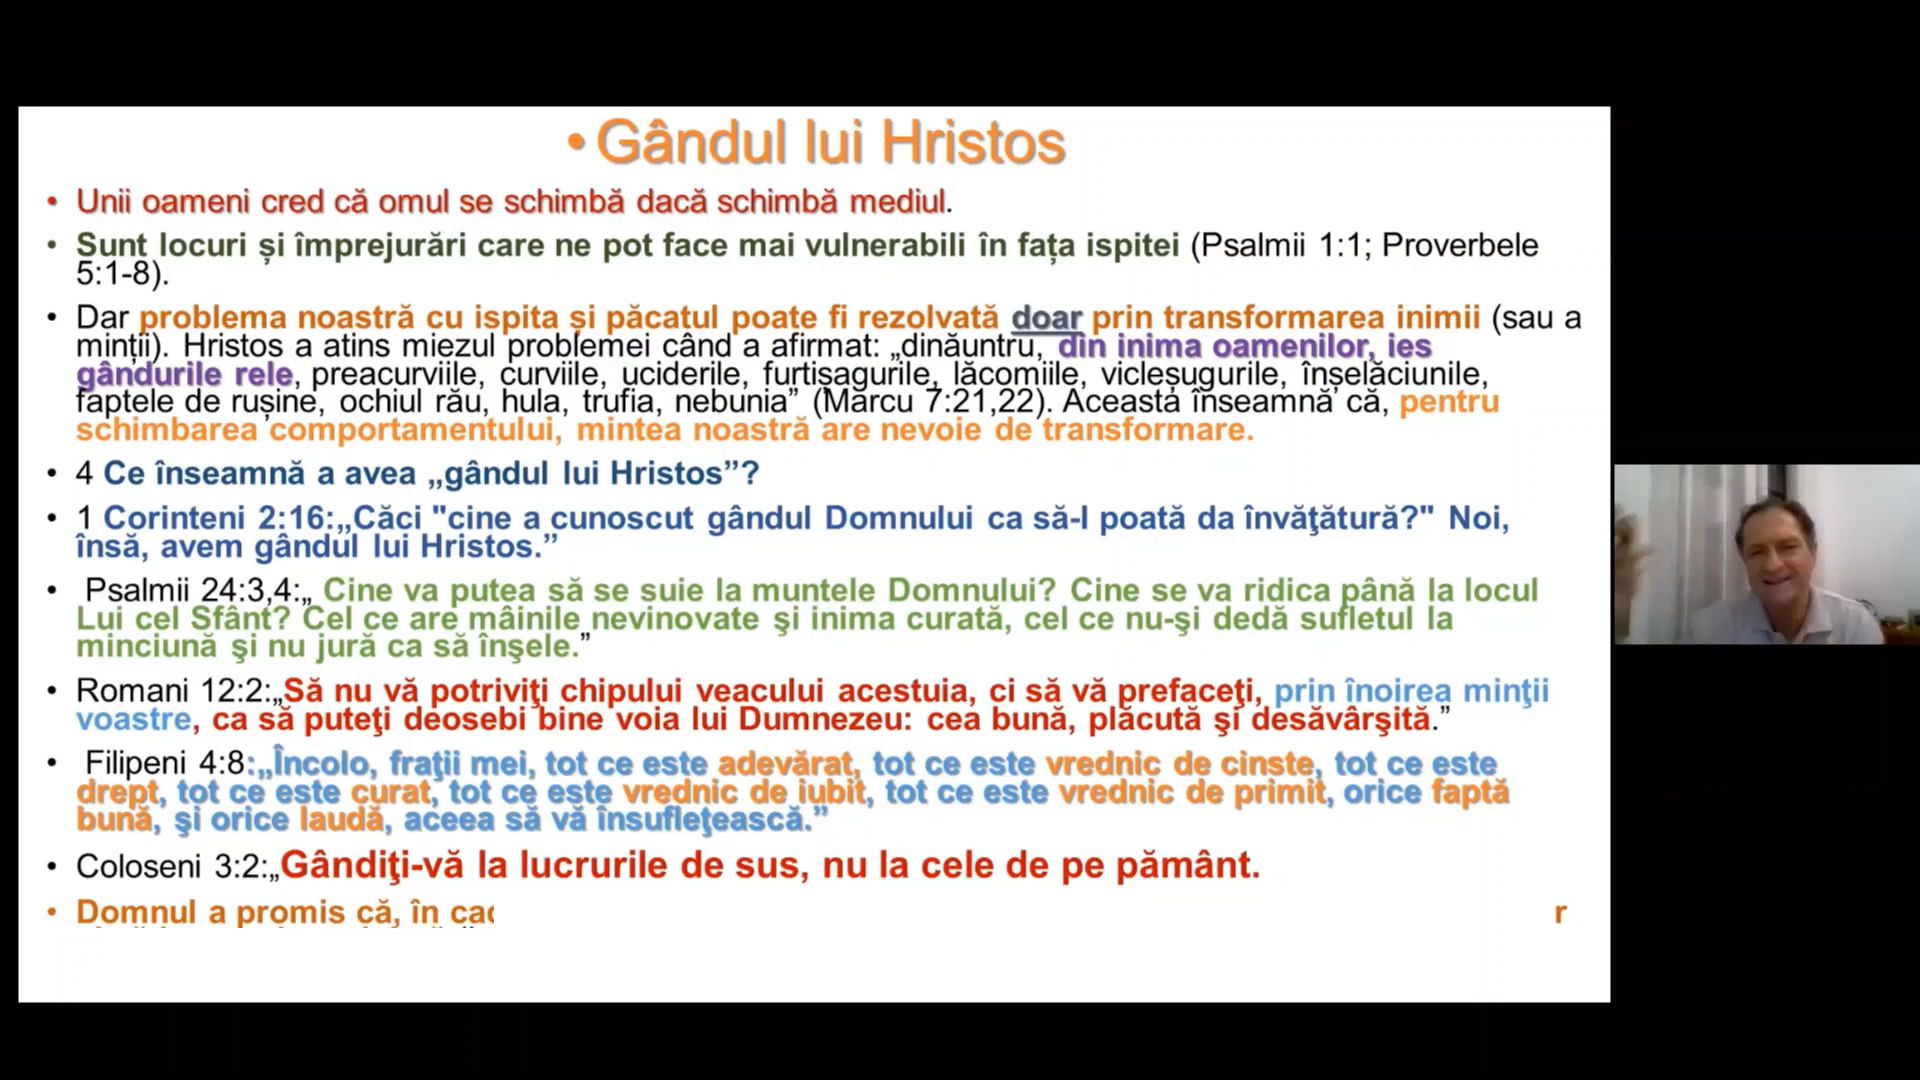 • Gândul lui Hristos
• Unii oameni cred că omul se schimbă dacă schimbă mediul.
• Sunt locuri și împrejurări care ne pot face mai vulnerabili în fața ispitei (Psalmii 1:1; Proverbele
5:1-8).
• Dar problema noastră cu ispita și păcatul poate fi rezolvată doar prin transformarea inimii (sau a
minții). Hristos a atins miezul problemei când a afirmat: „dinăuntru, din inima oamenilor, ies
gândurile rele, preacurviile, curviile, uciderile, furtișagurile, lăcomiile, vicleșugurile, înșelăciunile,
faptele de rușine, ochiul rău, hula, trufia, nebunia” (Marcu 7:21,22). Aceasta înseamnă că, pentru
schimbarea comportamentului, mintea noastră are nevoie de transformare.
• 4 Ce înseamnă a avea „gândul lui Hristos”?
• 1 Corinteni 2:16:„Căci "cine a cunoscut gândul Domnului ca să-l poată da învăţătură?" Noi,
însă, avem gândul lui Hristos.”
• Psalmii 24:3,4:„ Cine va putea să se suie la muntele Domnului? Cine se va ridica până la locul
Lui cel Sfânt? Cel ce are mâinile nevinovate şi inima curată, cel ce nu-şi dedă sufletul la
minciună şi nu jură ca să înşele.”
• Romani 12:2:„Să nu vă potriviţi chipului veacului acestuia, ci să vă prefaceţi, prin înoirea minţii
voastre, ca să puteţi deosebi bine voia lui Dumnezeu: cea bună, plăcută şi desăvârşită.”
• Filipeni 4:8:„Încolo, fraţii mei, tot ce este adevărat, tot ce este vrednic de cinste, tot ce este
drept, tot ce este curat, tot ce este vrednic de iubit, tot ce este vrednic de primit, orice faptă
bună, şi orice laudă, aceea să vă însufleţească.”
• Coloseni 3:2:„Gândiţi-vă la lucrurile de sus, nu la cele de pe pământ.
• Domnul a promis că, în r